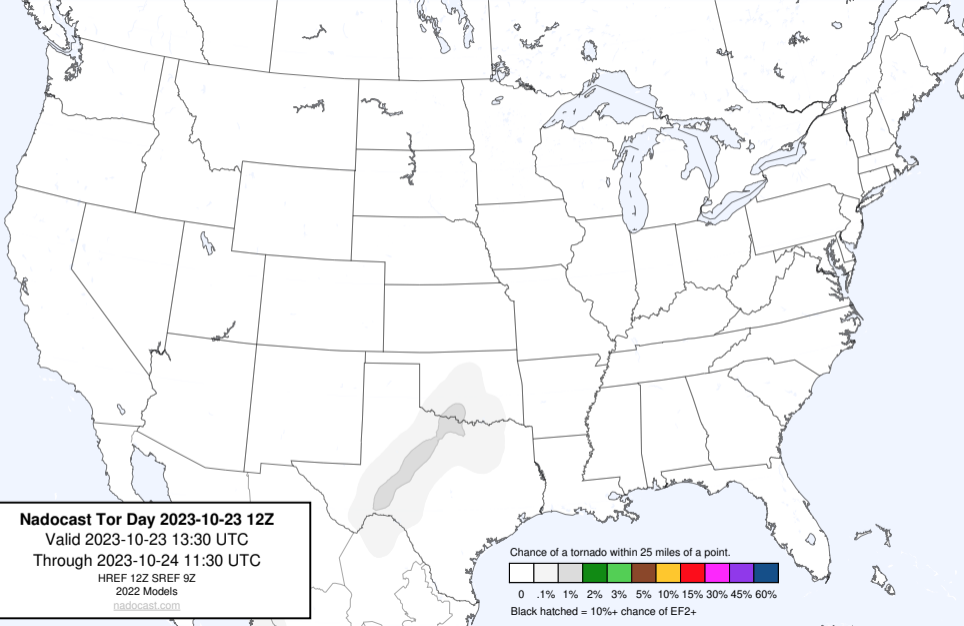 Nadocast Tor Day 2023-10-23 12Z
Valid 2023-10-23 13:30 UTC
Through 2023-10-24 11:30 UTC
HREF 12Z SREF 9Z
2022 Models
nadocast.com
Chance of a tornado within 25 miles of a point.
0 .1% 1% 2% 3% 5% 10% 15% 30% 45% 60%
Black hatched = 10%+ chance of EF2+